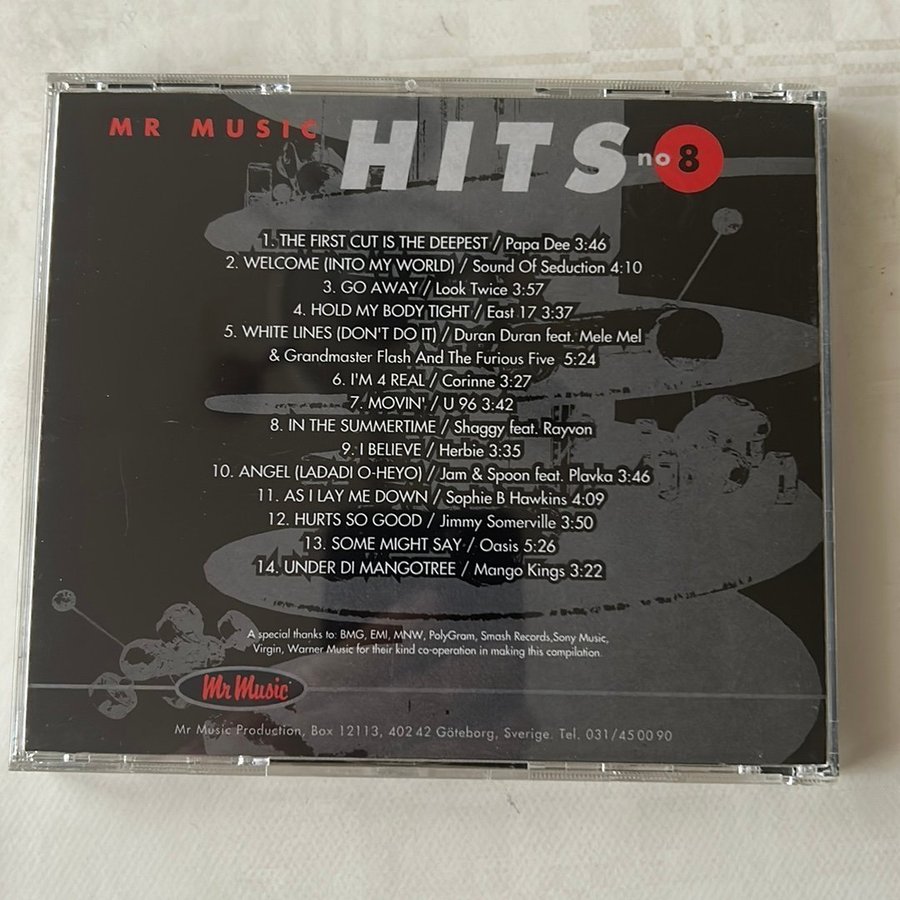 MR MUSIC HITS no 8
1. THE FIRST CUT IS THE DEEPEST / Papa Dee 3:46
2. WELCOME (INTO MY WORLD) / Sound Of Seduction 4:10
3. GO AWAY / Look Twice 3:57
4. HOLD MY BODY TIGHT / East 17 3:37
5. WHITE LINES (DON'T DO IT) / Duran Duran feat. Mele Mel
& Grandmaster Flash And The Furious Five 5:24
6. I'M 4 REAL / Corinne 3:27
7. MOVIN' / U 96 3:42
8. IN THE SUMMERTIME / Shaggy feat. Rayvon
9. I BELIEVE / Herbie 3:35
10. ANGEL (LADADI O-HEYO) / Jam & Spoon feat. Plavka 3:46
11. AS I LAY ME DOWN / Sophie B Hawkins 4:09
12. HURTS SO GOOD / Jimmy Somerville 3:50
13. SOME MIGHT SAY / Oasis 5:26
14. UNDER DI MANGOTREE / Mango Kings 3:22
A special thanks to: BMG, EMI, MNW, PolyGram, Smash Records,Sony Music,
Virgin, Warner Music for their kind co-operation in making this compilation.
Mr Music
Mr Music Production, Box 12113, 402 42 Göteborg, Sverige. Tel. 031/45 00 90